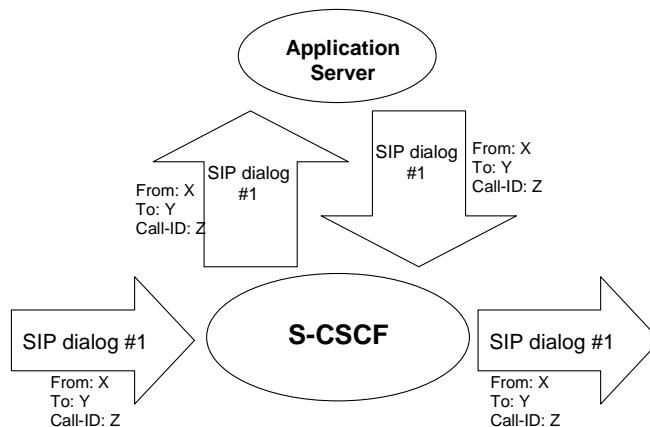 Application
Server
SIP dialog
#1
From: X
To: Y
Call-ID: Z
SIP dialog
#1
From: X
To: Y
Call-ID: Z
S-CSCF
SIP dialog #1
From: X
To: Y
Call-ID: Z
SIP dialog #1
From: X
To: Y
Call-ID: Z